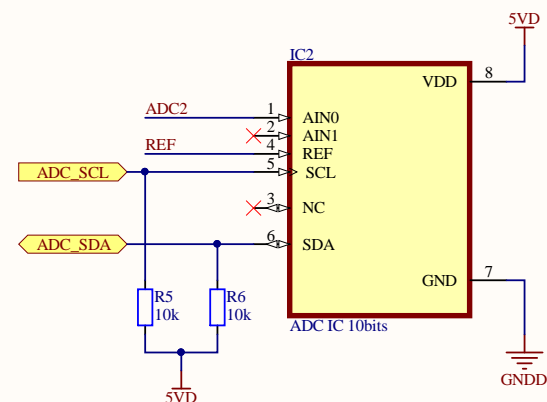 5VD
IC2
VDD 8
ADC2 1 AIN0
2 AIN1
REF 4 REF
ADC_SCL 5 SCL
3 NC
ADC_SDA 6 SDA
GND 7
R5 R6
10k 10k
ADC IC 10bits
GNDD
5VD